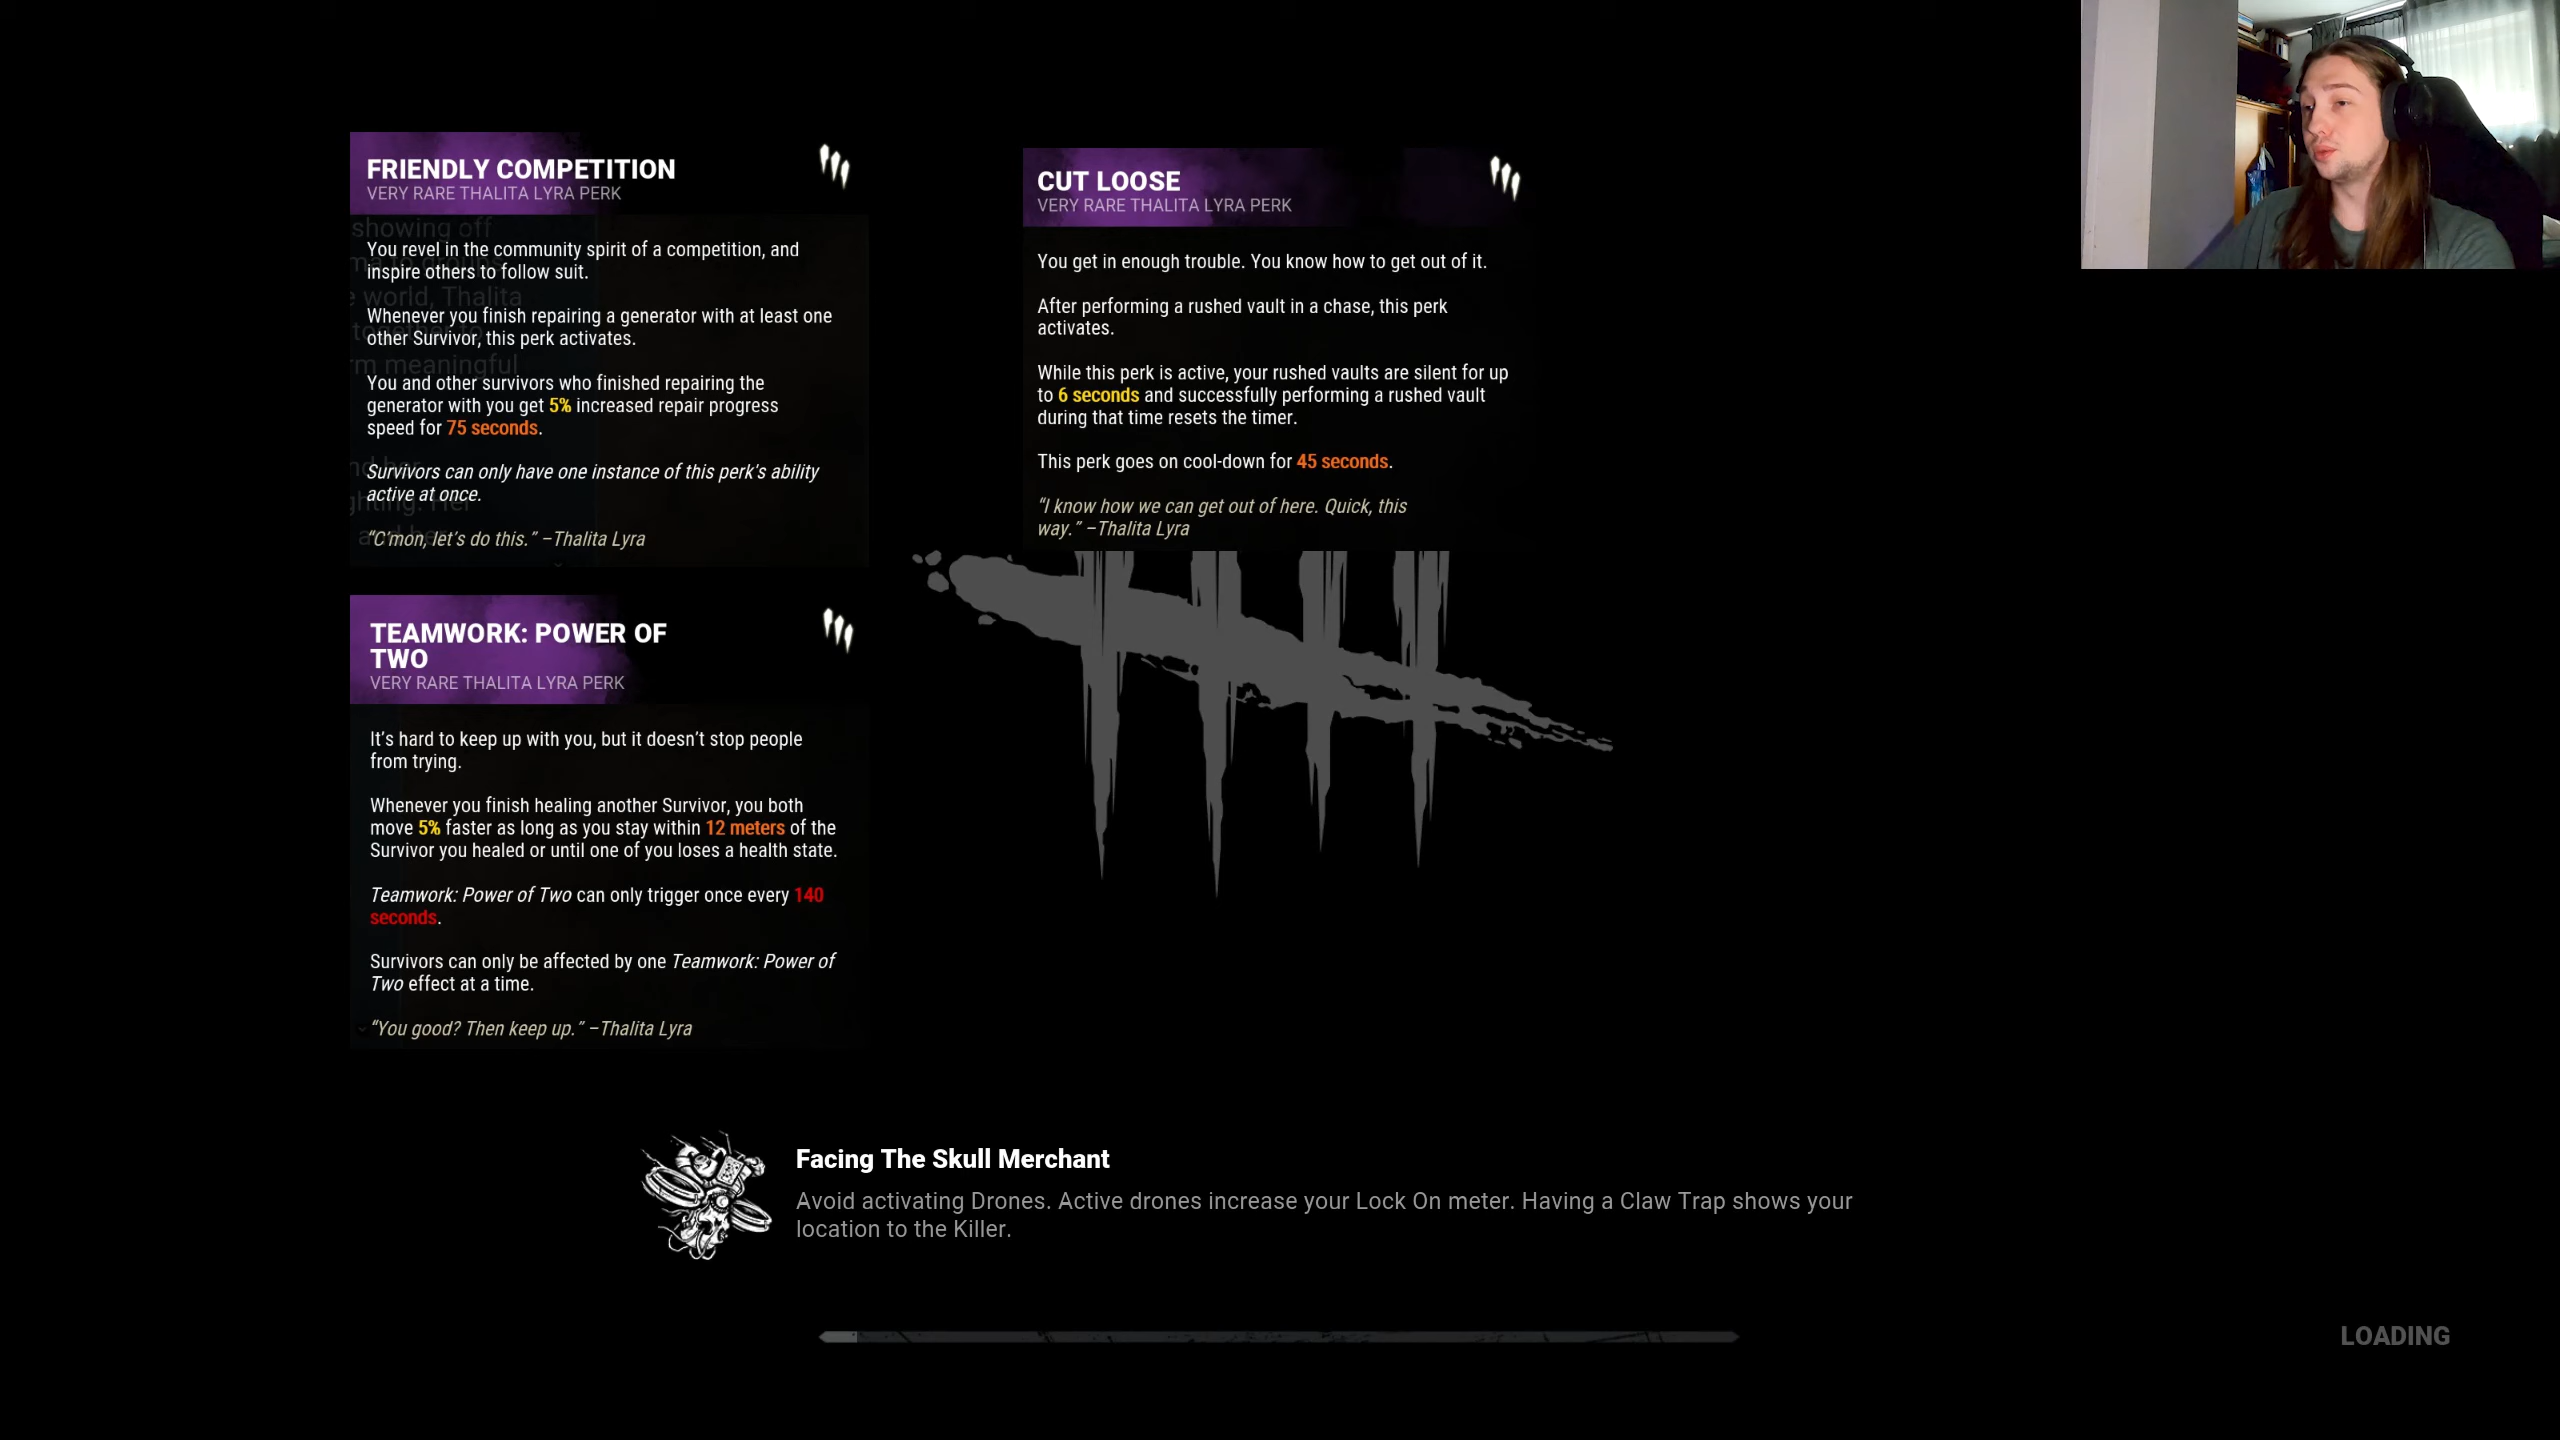 FRIENDLY COMPETITION
VERY RARE THALITA LYRA PERK
showing off
You revel in the community spirit of a competition, and
inspire others to follow suit.
world, Thalita
Whenever you finish repairing a generator with at least one
other Survivor, this perk activates.
meaningful
You and other survivors who finished repairing the
generator with you get 5% increased repair progress
speed for 75 seconds.
Survivors can only have one instance of this perk's ability
active at once.
“C'mon, let's do this.” –Thalita Lyra
TEAMWORK: POWER OF
TWO
VERY RARE THALITA LYRA PERK
It's hard to keep up with you, but it doesn't stop people
from trying.
Whenever you finish healing another Survivor, you both
move 5% faster as long as you stay within 12 meters of the
Survivor you healed or until one of you loses a health state.
Teamwork: Power of Two can only trigger once every 140
seconds.
Survivors can only be affected by one Teamwork: Power of
Two effect at a time.
“You good? Then keep up.” –Thalita Lyra
CUT LOOSE
VERY RARE THALITA LYRA PERK
You get in enough trouble. You know how to get out of it.
After performing a rushed vault in a chase, this perk
activates.
While this perk is active, your rushed vaults are silent for up
to 6 seconds and successfully performing a rushed vault
during that time resets the timer.
This perk goes on cool-down for 45 seconds.
“I know how we can get out of here. Quick, this
way.” –Thalita Lyra
Facing The Skull Merchant
Avoid activating Drones. Active drones increase your Lock On meter. Having a Claw Trap shows your
location to the Killer.
LOADING